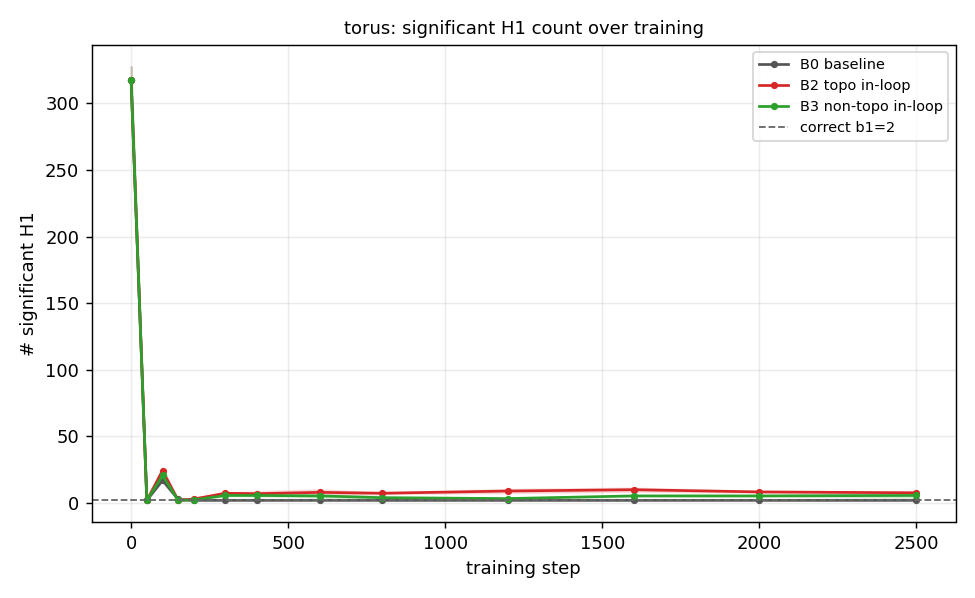 torus: significant H1 count over training
B0 baseline
B2 topo in-loop
B3 non-topo in-loop
correct b1=2
# significant H1
300
250
200
150
100
50
0
0 500 1000 1500 2000 2500
training step